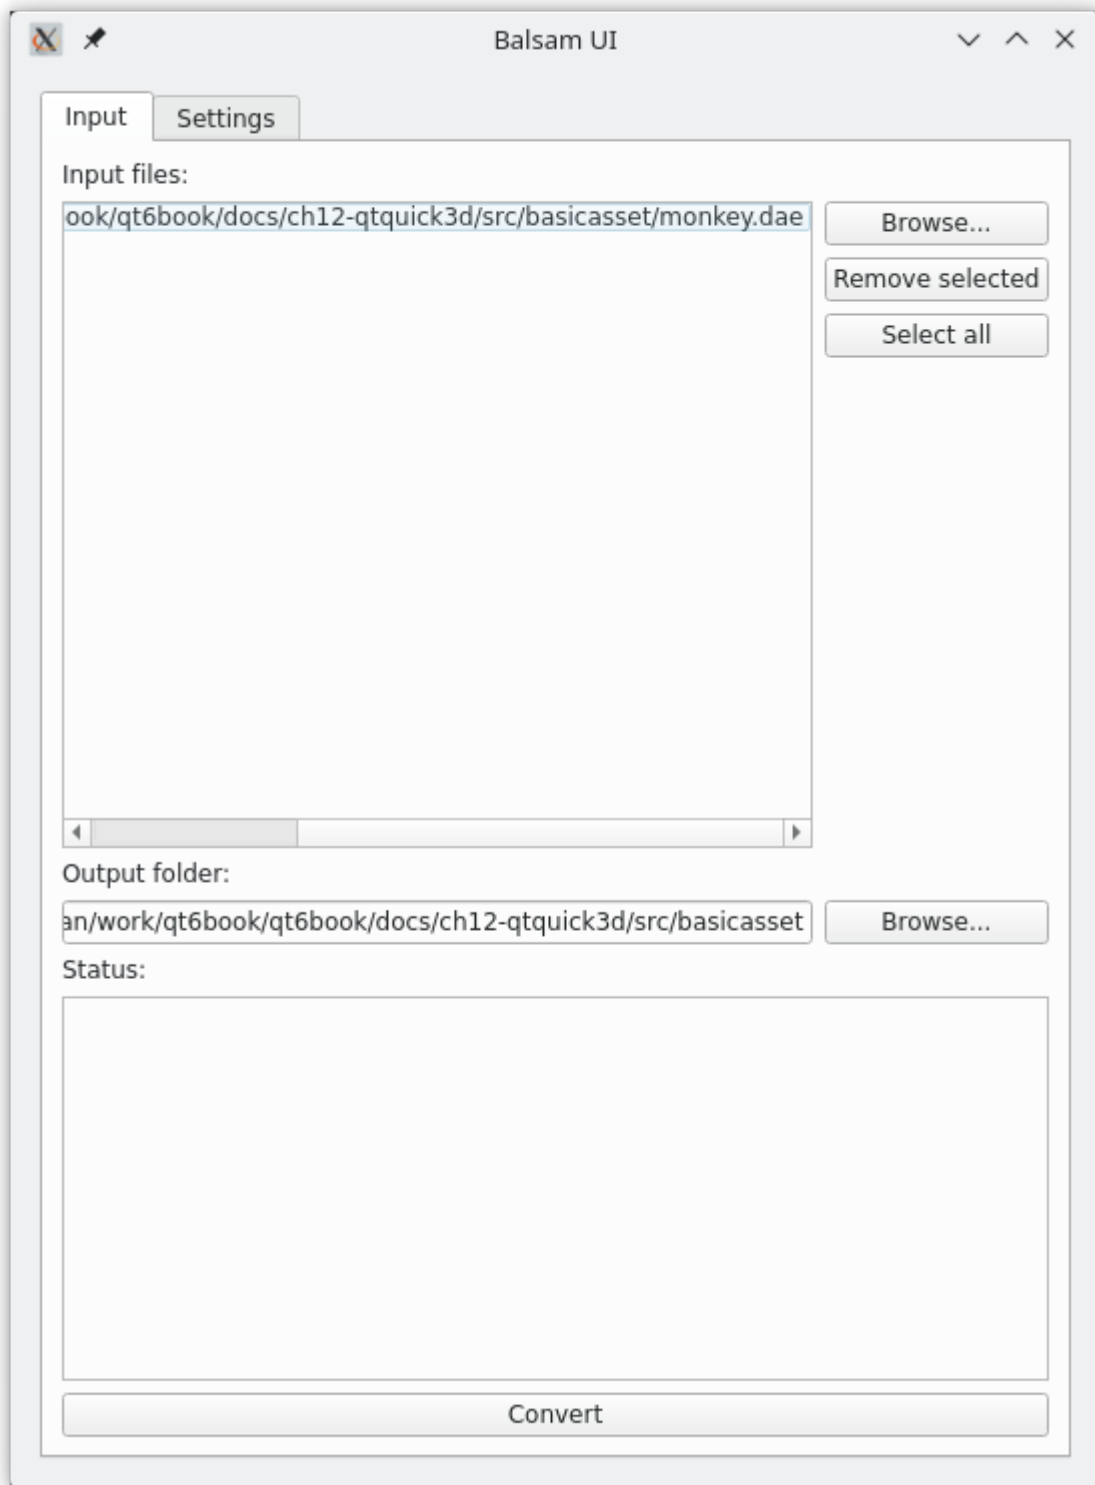 Balsam UI
Input
Settings
Input files:
ook/qt6book/docs/ch12-qtquick3d/src/basicasset/monkey.dae
Browse...
Remove selected
Select all
Output folder:
an/work/qt6book/qt6book/docs/ch12-qtquick3d/src/basicasset
Browse...
Status:
Convert